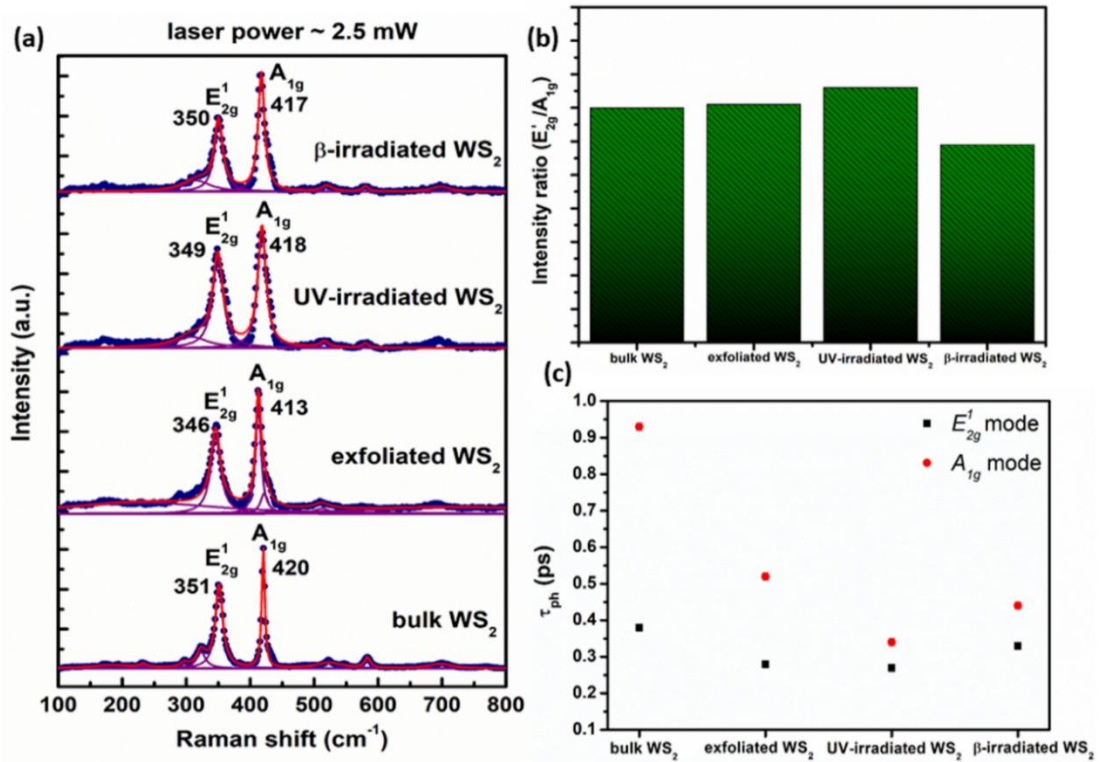 (a)
laser power ~ 2.5 mW
A₁g
E¹₂g
417
350
β-irradiated WS₂
A₁g
E¹₂g
418
349
UV-irradiated WS₂
A₁g
E¹₂g
413
346
exfoliated WS₂
A₁g
E¹₂g
420
351
bulk WS₂
Intensity (a.u.)
100 200 300 400 500 600 700 800
Raman shift (cm⁻¹)
(b)
Intensity ratio (E'₂g/A₁g)
bulk WS₂ exfoliated WS₂ UV-irradiated WS₂ β-irradiated WS₂
(c)
1.0
0.9
0.8
0.7
0.6
0.5
0.4
0.3
0.2
0.1
τph (ps)
E¹₂g mode
A₁g mode
bulk WS₂ exfoliated WS₂ UV-irradiated WS₂ β-irradiated WS₂